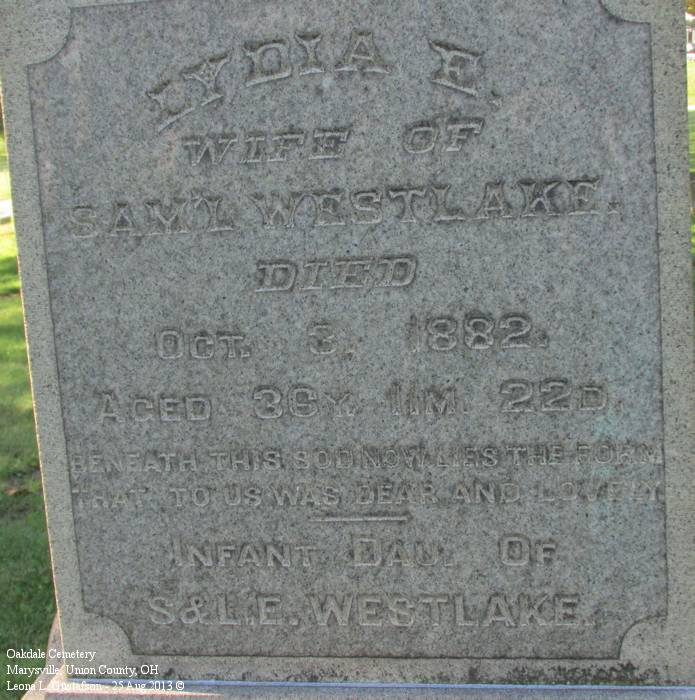 LYDIA E.
WIFE OF
SAM'L WESTLAKE.
DIED
OCT. 3, 1882.
AGED 36Y. 11M. 22D.
BENEATH THIS SOD NOW LIES THE FORM
THAT TO US WAS DEAR AND LOVELY.
INFANT DAU. OF
S&L.E. WESTLAKE.
Oakdale Cemetery
Marysville, Union County, OH
Leona L. Gustafson - 25 Aug 2013 ©